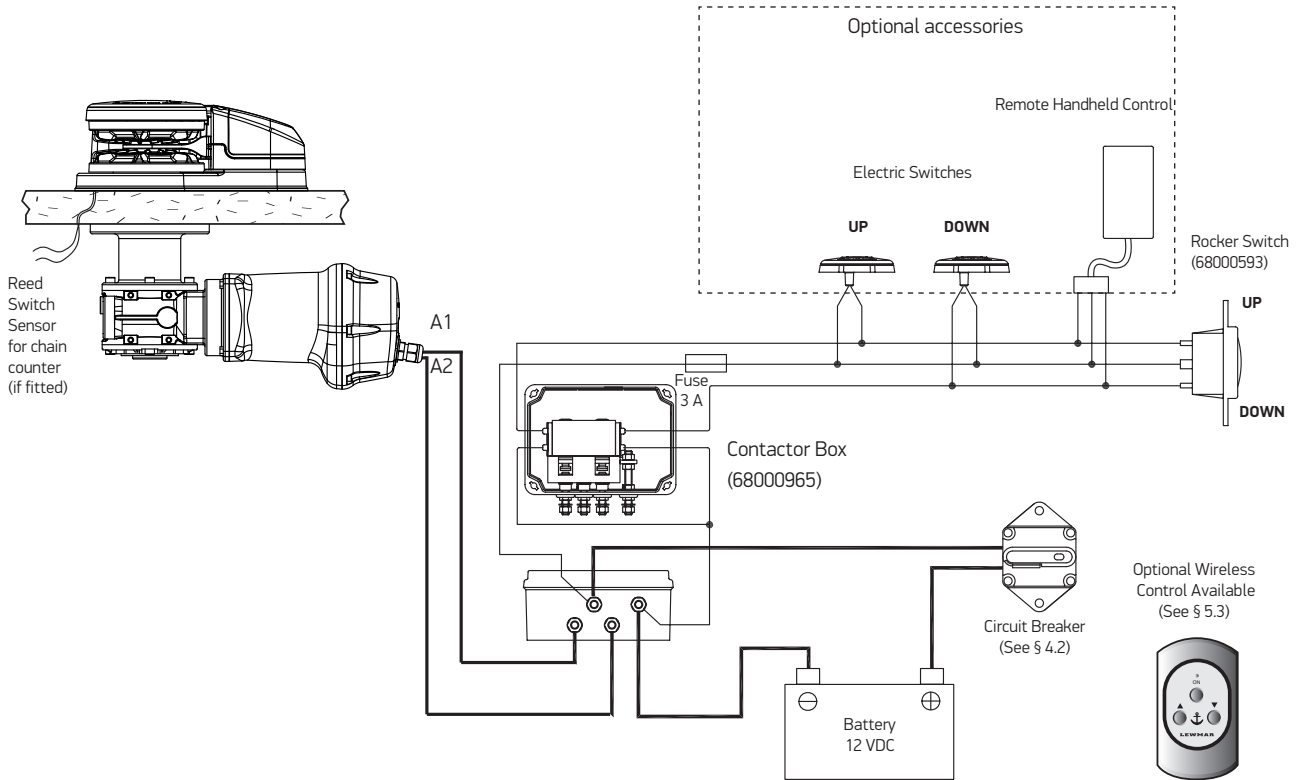 Optional accessories
Remote Handheld Control
Electric Switches
UP
DOWN
Rocker Switch
(68000593)
UP
DOWN
Reed
Switch
Sensor
for chain
counter
(if fitted)
A1
A2
Fuse
3 A
Contactor Box
(68000965)
Circuit Breaker
(See § 4.2)
Battery
12 VDC
Optional Wireless
Control Available
(See § 5.3)
ON
LEWMAR